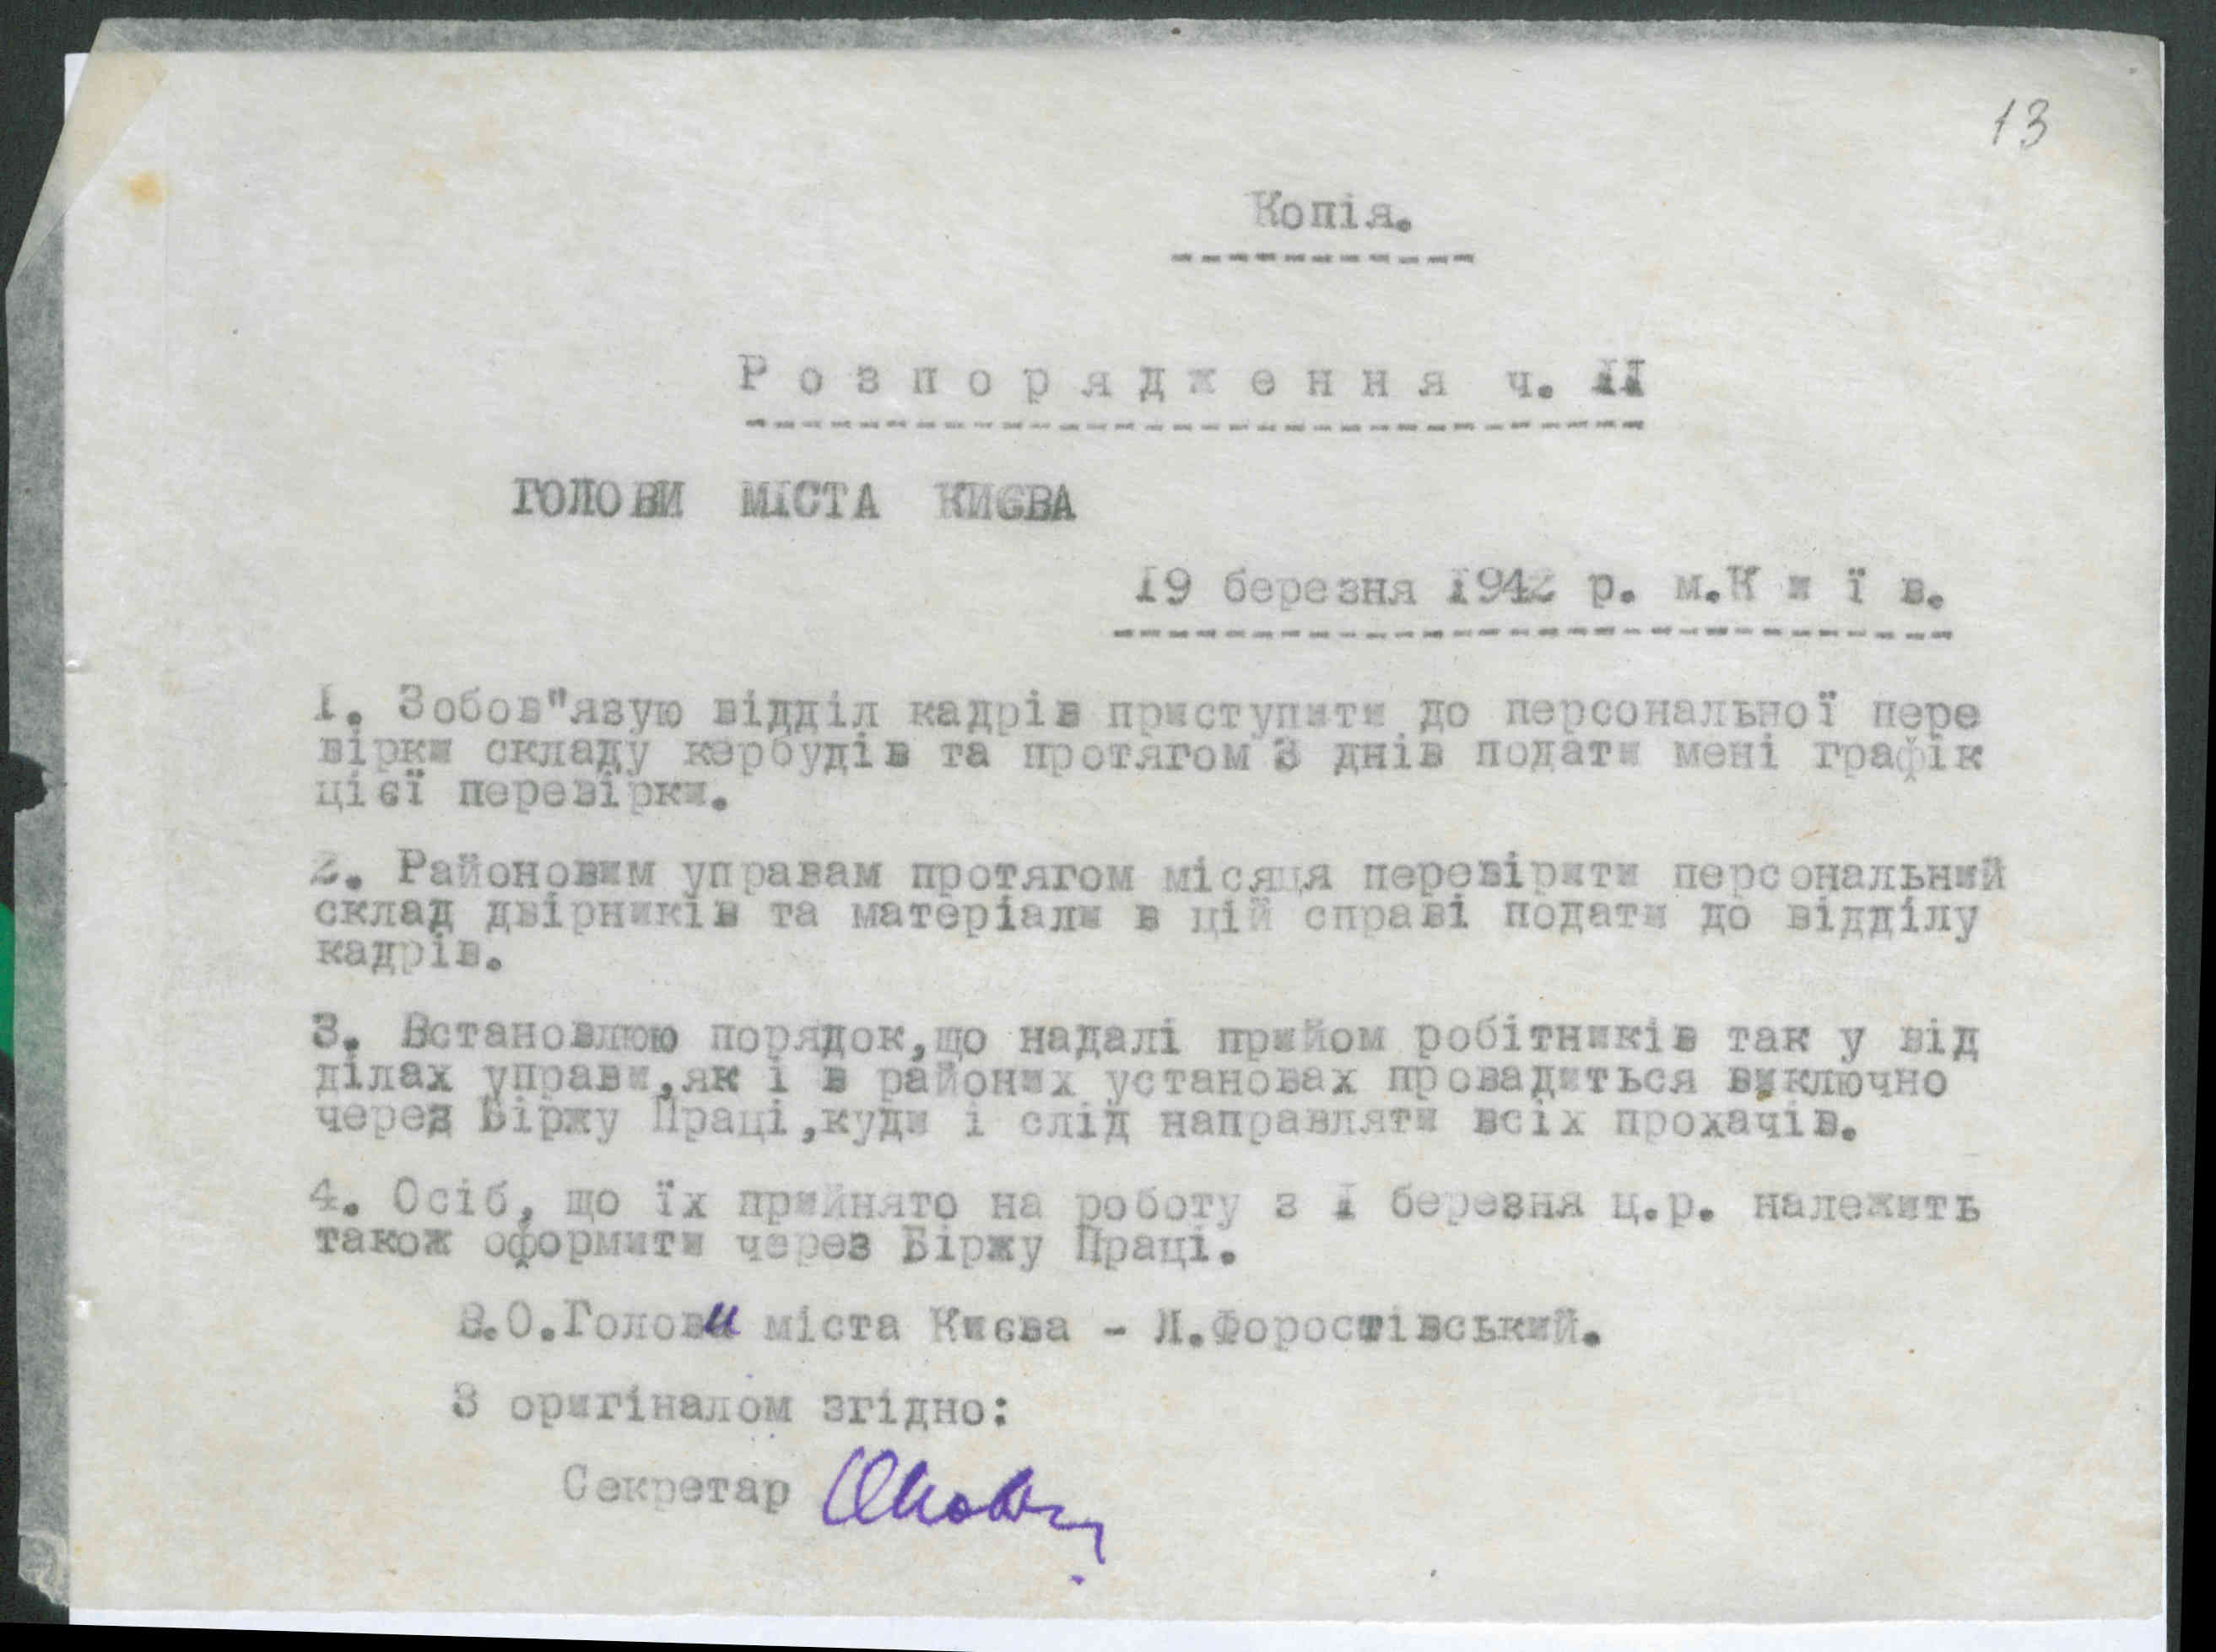 13
Копія.
Розпорядження ч. II
ГОЛОВИ МІСТА КИЄВА
19 березня 1942 р. м.К и ї в.
1. Зобов"язую відділ кадрів приступити до персональної пере
вірки складу кербудів та протягом 3 днів подати мені графік
цієї перевірки.
2. Районовим управам протягом місяця перевірити персональний
склад двірників та матеріали в цій справі подати до відділу
кадрів.
3. Встановлюю порядок,що надалі прийом робітників так у від
ділах управи,як і в районих установах провадиться виключно
через Біржу Праці,куди і слід направляти всіх прохачів.
4. Осіб, що їх прийнято на роботу з I березня ц.р. належить
також оформити через Біржу Праці.
В.О.Голови міста Києва - Л.Форостівський.
З оригіналом згідно:
Секретар